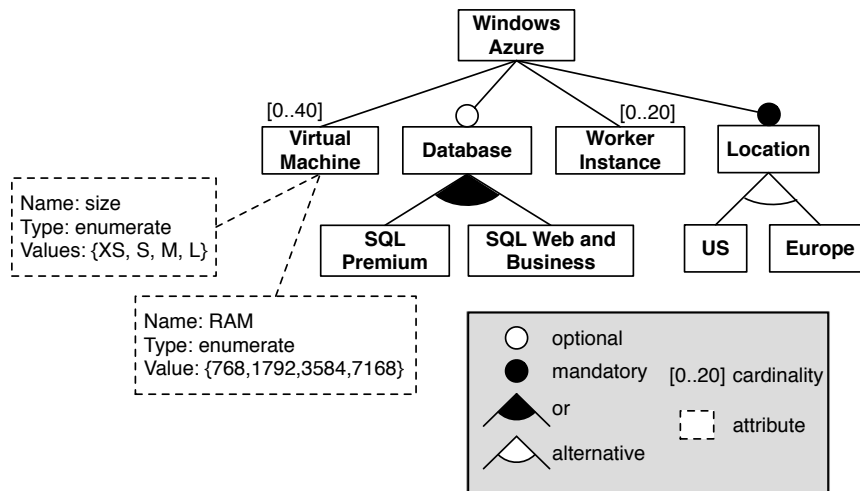 Windows
Azure
[0..40]
[0..20]
Virtual
Machine
Database
Worker
Instance
Location
Name: size
Type: enumerate
Values: {XS, S, M, L}
SQL
Premium
SQL Web and
Business
US
Europe
Name: RAM
Type: enumerate
Value: {768,1792,3584,7168}
optional
mandatory
[0..20] cardinality
or
attribute
alternative